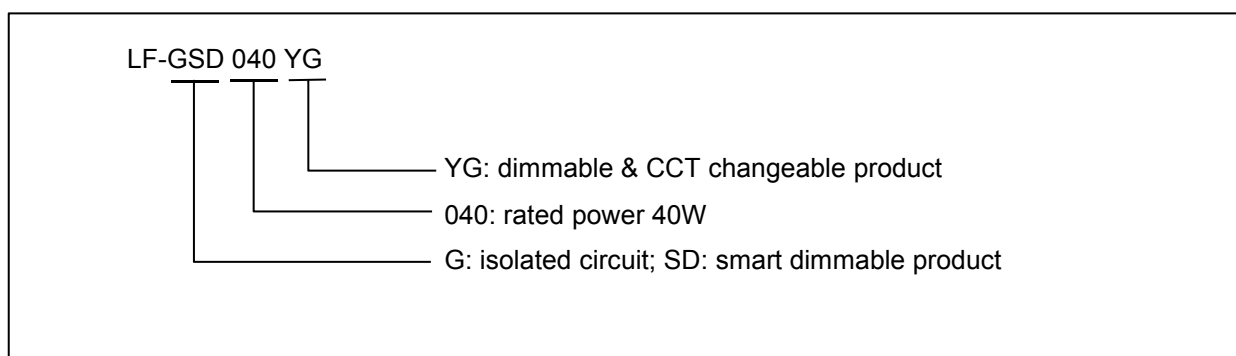 LF-GSD 040 YG
YG: dimmable & CCT changeable product
040: rated power 40W
G: isolated circuit; SD: smart dimmable product